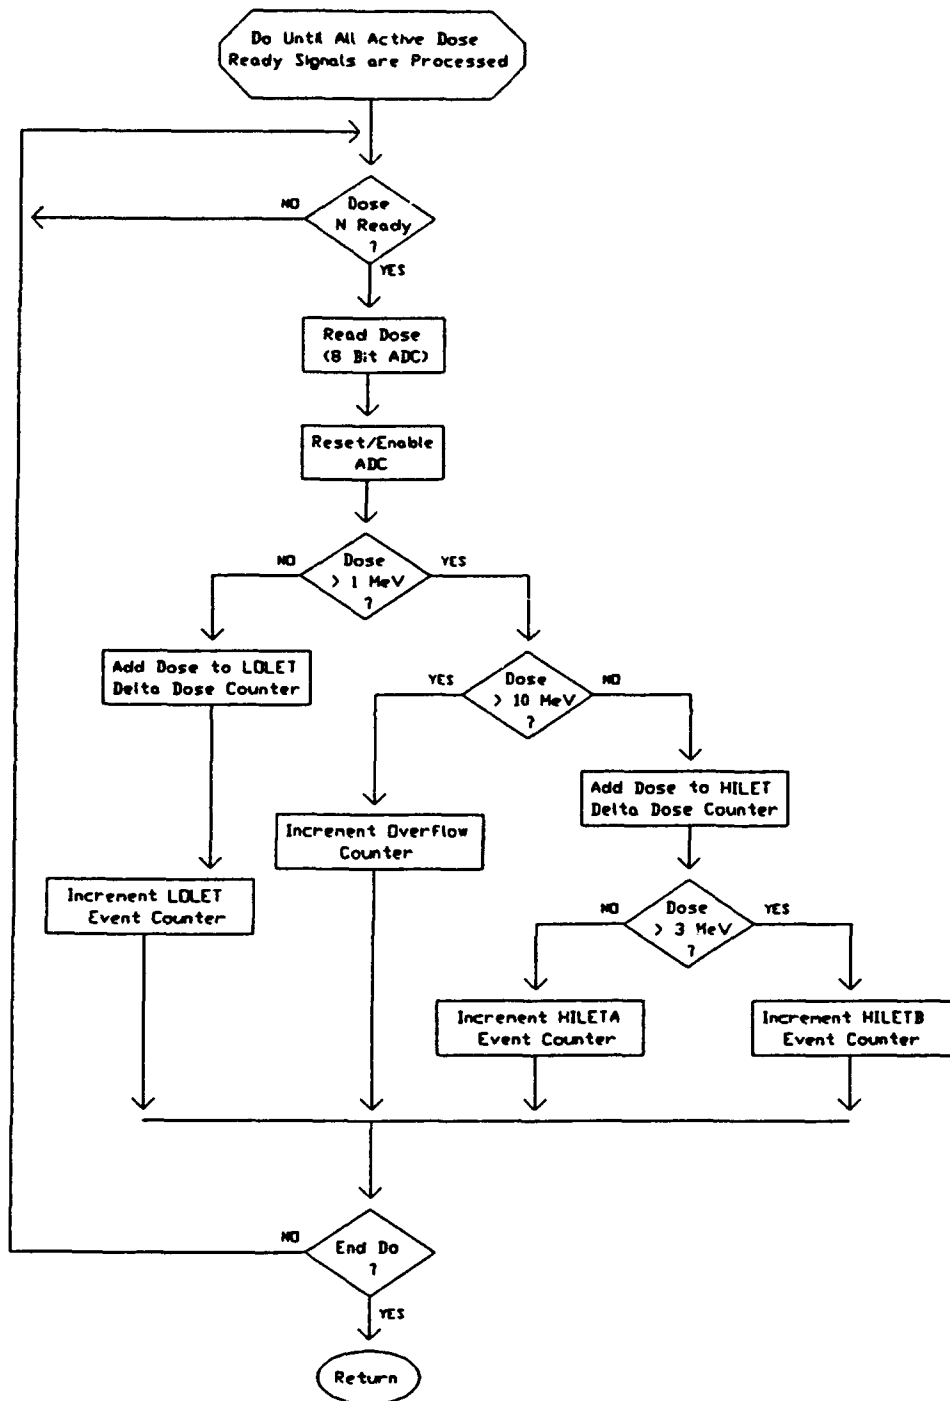 Do Until All Active Dose
Ready Signals are Processed
NO
Dose
N Ready
?
YES
Read Dose
(8 Bit ADC)
Reset/Enable
ADC
NO
Dose
> 1 MeV
?
YES
Add Dose to LOLET
Delta Dose Counter
YES
Dose
> 10 MeV
?
NO
Add Dose to HILET
Delta Dose Counter
Increment Overflow
Counter
Increment LOLET
Event Counter
NO
Dose
> 3 MeV
?
YES
Increment HILETA
Event Counter
Increment HILETB
Event Counter
NO
End Do
?
YES
Return